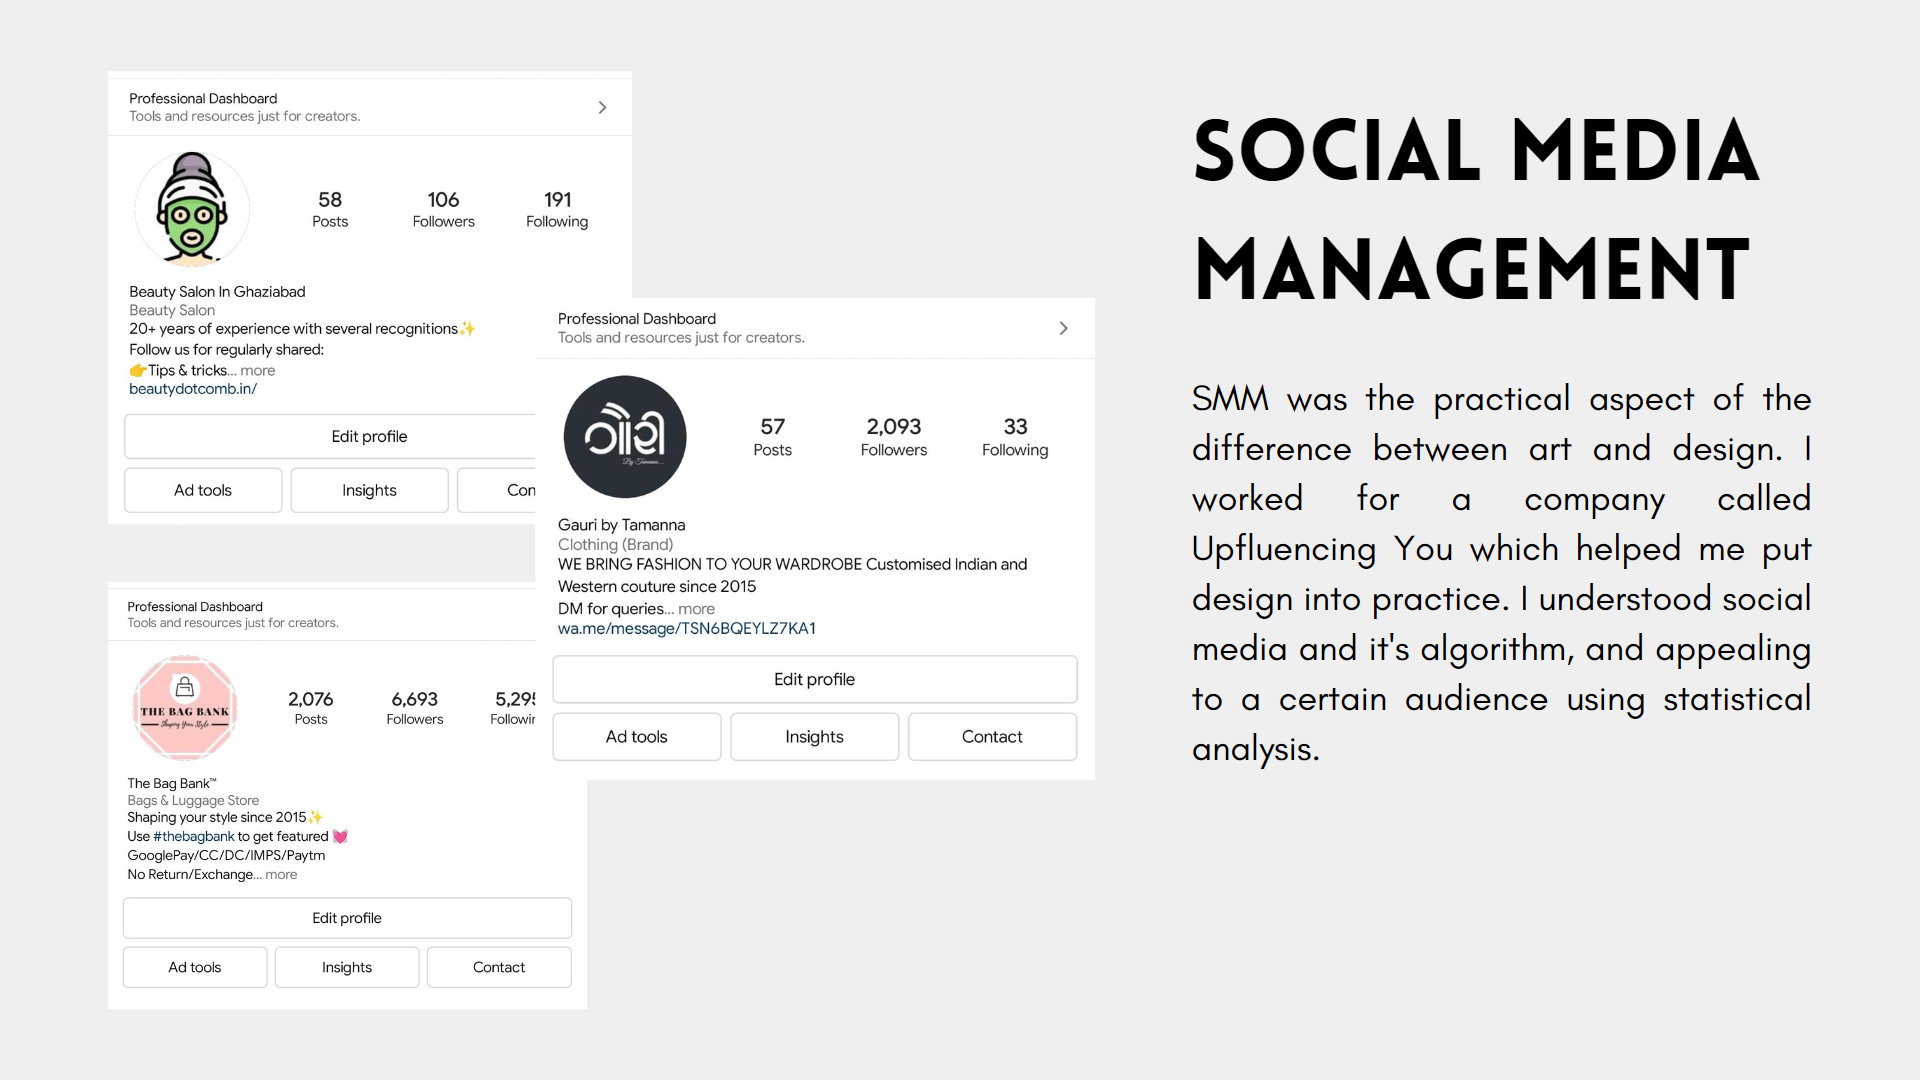 Professional Dashboard
Tools and resources just for creators.
58
Posts
106
Followers
191
Following
Beauty Salon In Ghaziabad
Beauty Salon
20+ years of experience with several recognitions✨
Follow us for regularly shared:
👉Tips & tricks... more
beautydotcomb.in/
Edit profile
Ad tools
Insights
Con
Professional Dashboard
Tools and resources just for creators.
ગૌરી
By Tamanna
57
Posts
2,093
Followers
33
Following
Gauri by Tamanna
Clothing (Brand)
WE BRING FASHION TO YOUR WARDROBE Customised Indian and
Western couture since 2015
DM for queries... more
wa.me/message/TSN6BQEYLZ7KA1
Edit profile
Ad tools
Insights
Contact
Professional Dashboard
Tools and resources just for creators.
THE BAG BANK
Shaping Your Style
2,076
Posts
6,693
Followers
5,295
Followin
The Bag Bank™
Bags & Luggage Store
Shaping your style since 2015✨
Use #thebagbank to get featured 💓
GooglePay/CC/DC/IMPS/Paytm
No Return/Exchange... more
Edit profile
Ad tools
Insights
Contact
SOCIAL MEDIA
MANAGEMENT
SMM was the practical aspect of the
difference between art and design. I
worked for a company called
Upfluencing You which helped me put
design into practice. I understood social
media and it's algorithm, and appealing
to a certain audience using statistical
analysis.